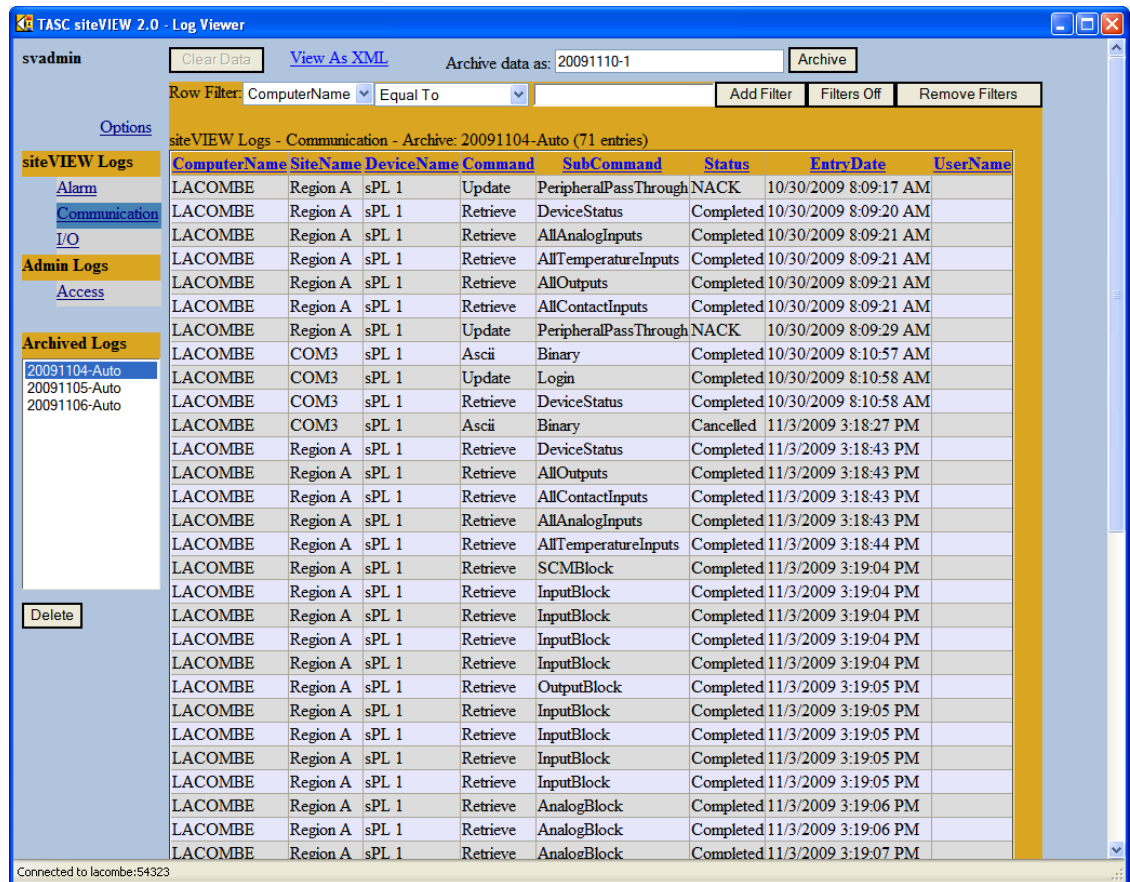 TASC siteVIEW 2.0 - Log Viewer
svadmin
Clear Data View As XML Archive data as: 20091110-1 Archive
Row Filter: ComputerName Equal To Add Filter Filters Off Remove Filters
Options
siteVIEW Logs
Alarm
Communication
I/O
Admin Logs
Access
Archived Logs
20091104-Auto
20091105-Auto
20091106-Auto
Delete
siteVIEW Logs - Communication - Archive: 20091104-Auto (71 entries)
ComputerName SiteName DeviceName Command SubCommand Status EntryDate UserName
LACOMBE Region A sPL 1 Update PeripheralPassThrough NACK 10/30/2009 8:09:17 AM
LACOMBE Region A sPL 1 Retrieve DeviceStatus Completed 10/30/2009 8:09:20 AM
LACOMBE Region A sPL 1 Retrieve AllAnalogInputs Completed 10/30/2009 8:09:21 AM
LACOMBE Region A sPL 1 Retrieve AllTemperatureInputs Completed 10/30/2009 8:09:21 AM
LACOMBE Region A sPL 1 Retrieve AllOutputs Completed 10/30/2009 8:09:21 AM
LACOMBE Region A sPL 1 Retrieve AllContactInputs Completed 10/30/2009 8:09:21 AM
LACOMBE Region A sPL 1 Update PeripheralPassThrough NACK 10/30/2009 8:09:29 AM
LACOMBE COM3 sPL 1 Ascii Binary Completed 10/30/2009 8:10:57 AM
LACOMBE COM3 sPL 1 Update Login Completed 10/30/2009 8:10:58 AM
LACOMBE COM3 sPL 1 Retrieve DeviceStatus Completed 10/30/2009 8:10:58 AM
LACOMBE COM3 sPL 1 Ascii Binary Cancelled 11/3/2009 3:18:27 PM
LACOMBE Region A sPL 1 Retrieve DeviceStatus Completed 11/3/2009 3:18:43 PM
LACOMBE Region A sPL 1 Retrieve AllOutputs Completed 11/3/2009 3:18:43 PM
LACOMBE Region A sPL 1 Retrieve AllContactInputs Completed 11/3/2009 3:18:43 PM
LACOMBE Region A sPL 1 Retrieve AllAnalogInputs Completed 11/3/2009 3:18:43 PM
LACOMBE Region A sPL 1 Retrieve AllTemperatureInputs Completed 11/3/2009 3:18:44 PM
LACOMBE Region A sPL 1 Retrieve SCMBlock Completed 11/3/2009 3:19:04 PM
LACOMBE Region A sPL 1 Retrieve InputBlock Completed 11/3/2009 3:19:04 PM
LACOMBE Region A sPL 1 Retrieve InputBlock Completed 11/3/2009 3:19:04 PM
LACOMBE Region A sPL 1 Retrieve InputBlock Completed 11/3/2009 3:19:04 PM
LACOMBE Region A sPL 1 Retrieve InputBlock Completed 11/3/2009 3:19:04 PM
LACOMBE Region A sPL 1 Retrieve OutputBlock Completed 11/3/2009 3:19:05 PM
LACOMBE Region A sPL 1 Retrieve InputBlock Completed 11/3/2009 3:19:05 PM
LACOMBE Region A sPL 1 Retrieve InputBlock Completed 11/3/2009 3:19:05 PM
LACOMBE Region A sPL 1 Retrieve InputBlock Completed 11/3/2009 3:19:05 PM
LACOMBE Region A sPL 1 Retrieve InputBlock Completed 11/3/2009 3:19:05 PM
LACOMBE Region A sPL 1 Retrieve AnalogBlock Completed 11/3/2009 3:19:06 PM
LACOMBE Region A sPL 1 Retrieve AnalogBlock Completed 11/3/2009 3:19:06 PM
LACOMBE Region A sPL 1 Retrieve AnalogBlock Completed 11/3/2009 3:19:07 PM
Connected to lacombe:54323